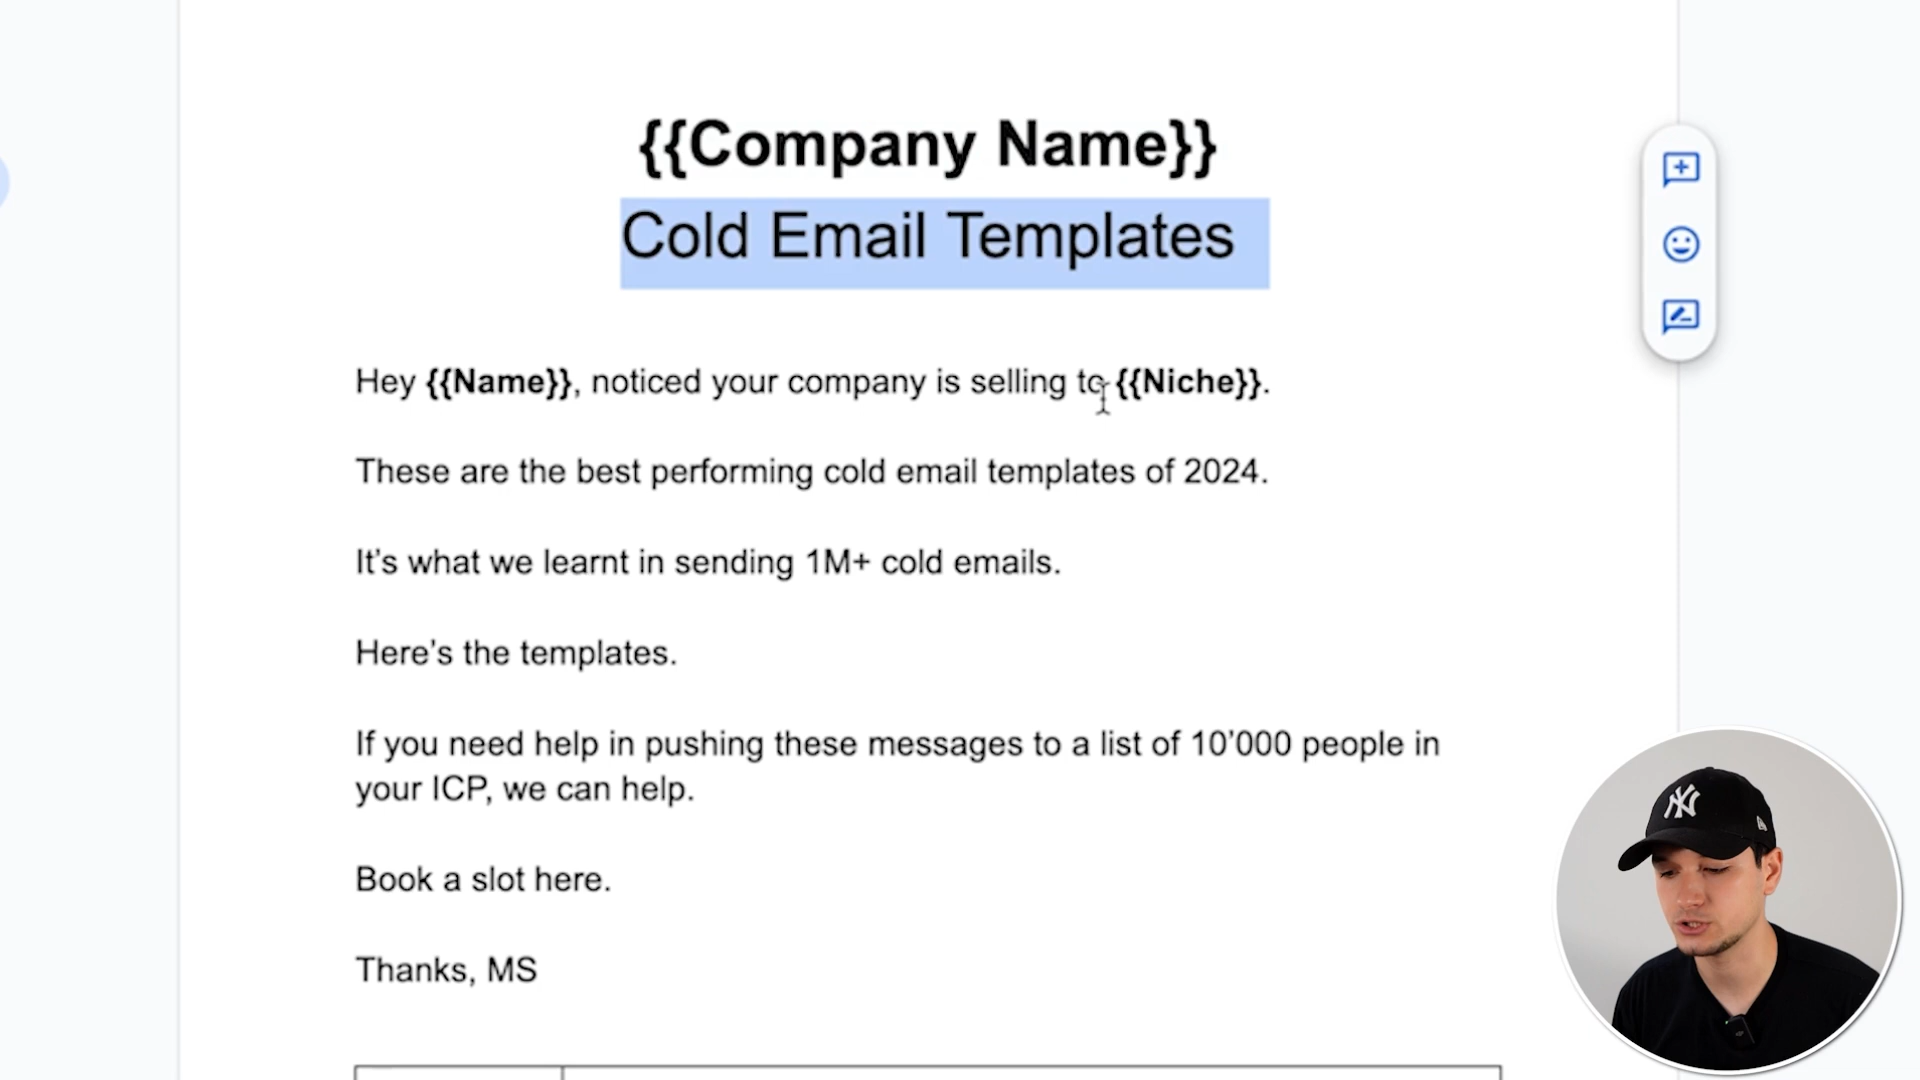 {{Company Name}}
Cold Email Templates
Hey {{Name}}, noticed your company is selling to {{Niche}}.
These are the best performing cold email templates of 2024.
It’s what we learnt in sending 1M+ cold emails.
Here’s the templates.
If you need help in pushing these messages to a list of 10’000 people in
your ICP, we can help.
Book a slot here.
Thanks, MS
NY